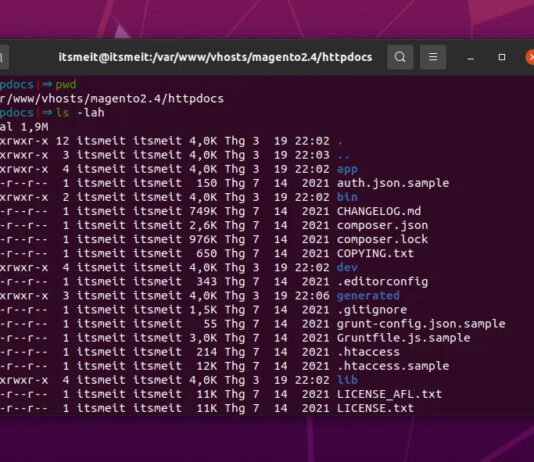 itsmeit@itsmeit:/var/www/vhosts/magento2.4/httpdocs
pdocs|⇒ pwd
r/www/vhosts/magento2.4/httpdocs
pdocs|⇒ ls -lah
al 1,9M
xrwxr-x 12 itsmeit itsmeit 4,0K Thg 3 19 22:02 .
xrwxr-x 3 itsmeit itsmeit 4,0K Thg 3 19 22:03 ..
xrwxr-x 4 itsmeit itsmeit 4,0K Thg 3 19 22:02 app
-r--r-- 1 itsmeit itsmeit 150 Thg 7 14 2021 auth.json.sample
xrwxr-x 2 itsmeit itsmeit 4,0K Thg 3 19 22:02 bin
-r--r-- 1 itsmeit itsmeit 749K Thg 7 14 2021 CHANGELOG.md
-r--r-- 1 itsmeit itsmeit 2,6K Thg 7 14 2021 composer.json
-r--r-- 1 itsmeit itsmeit 976K Thg 7 14 2021 composer.lock
-r--r-- 1 itsmeit itsmeit 650 Thg 7 14 2021 COPYING.txt
xrwxr-x 4 itsmeit itsmeit 4,0K Thg 3 19 22:02 dev
-r--r-- 1 itsmeit itsmeit 343 Thg 7 14 2021 .editorconfig
xrwxr-x 3 itsmeit itsmeit 4,0K Thg 3 19 22:06 generated
-r--r-- 1 itsmeit itsmeit 1,5K Thg 7 14 2021 .gitignore
-r--r-- 1 itsmeit itsmeit 55 Thg 7 14 2021 grunt-config.json.sample
-r--r-- 1 itsmeit itsmeit 3,0K Thg 7 14 2021 Gruntfile.js.sample
-r--r-- 1 itsmeit itsmeit 214 Thg 7 14 2021 .htaccess
-r--r-- 1 itsmeit itsmeit 12K Thg 7 14 2021 .htaccess.sample
xrwxr-x 4 itsmeit itsmeit 4,0K Thg 3 19 22:02 lib
-r--r-- 1 itsmeit itsmeit 11K Thg 7 14 2021 LICENSE_AFL.txt
-r--r-- 1 itsmeit itsmeit 11K Thg 7 14 2021 LICENSE.txt